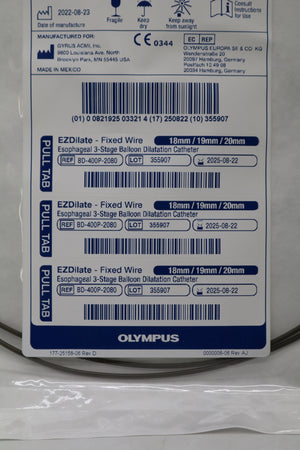 2022-08-23
Date of manufacture
Fragile
Keep dry
Keep away from sunlight
Consult Instructions for Use
MANUFACTURED FOR:
GYRUS ACMI, Inc.
9600 Louisiana Ave. North
Brooklyn Park, MN 55445 USA
MADE IN MEXICO
CE 0344
EC REP
OLYMPUS EUROPA SE & CO. KG
Wendenstraße 20
20097 Hamburg, Germany
Postfach 10 49 08
20034 Hamburg, Germany
(01) 0 0821925 03321 4 (17) 250822 (10) 355907
PULL TAB
EZDilate - Fixed Wire 18mm / 19mm / 20mm
Esophageal 3-Stage Balloon Dilatation Catheter
REF BD-400P-2080 LOT 355907 2025-08-22
PULL TAB
EZDilate - Fixed Wire 18mm / 19mm / 20mm
Esophageal 3-Stage Balloon Dilatation Catheter
REF BD-400P-2080 LOT 355907 2025-08-22
PULL TAB
EZDilate - Fixed Wire 18mm / 19mm / 20mm
Esophageal 3-Stage Balloon Dilatation Catheter
REF BD-400P-2080 LOT 355907 2025-08-22
OLYMPUS
177-25156-06 Rev D
0000006-06 Rev AJ